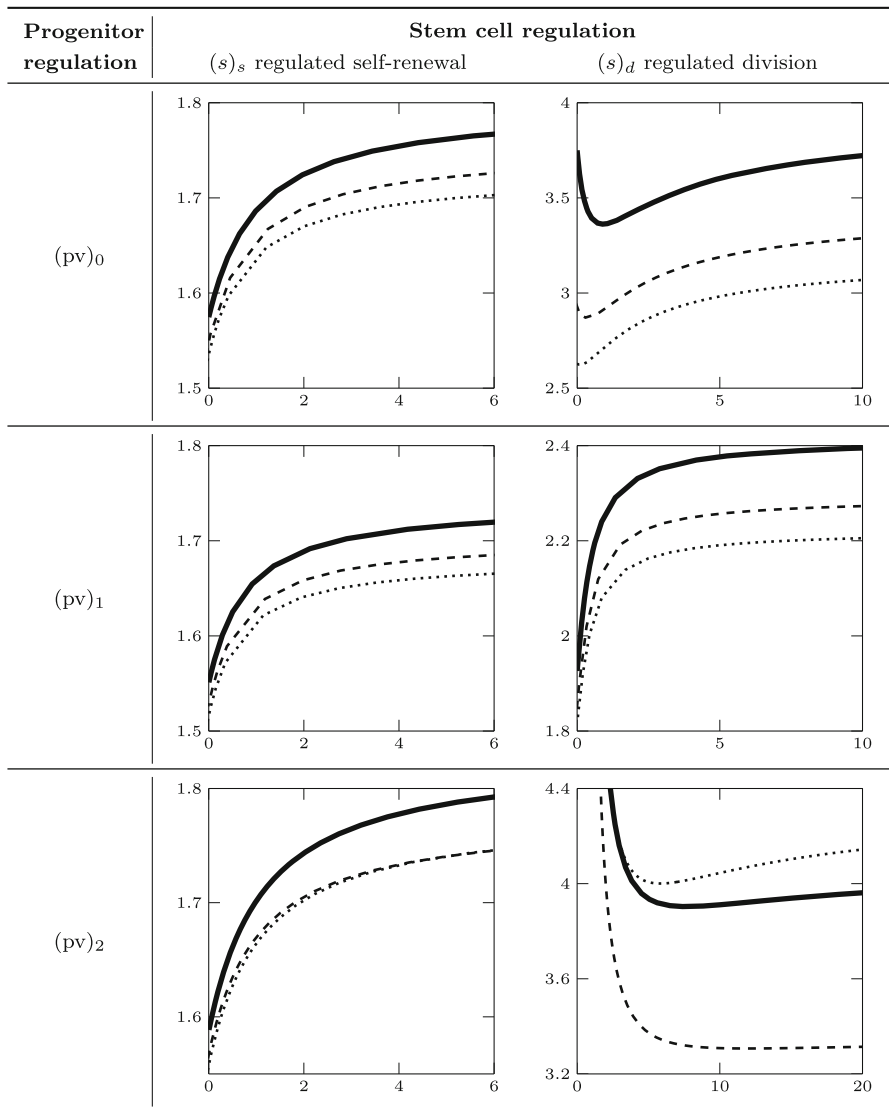 Progenitor Stem cell regulation
regulation (s)s regulated self-renewal (s)d regulated division
1.8 4
1.7 3.5
(pv)0
1.6 3
1.5 2.5
0 2 4 6 0 5 10
1.8 2.4
1.7 2.2
(pv)1
1.6 2
1.5 1.8
0 2 4 6 0 5 10
1.8 4.4
1.7 4
(pv)2
1.6 3.6
3.2
0 2 4 6 0 10 20